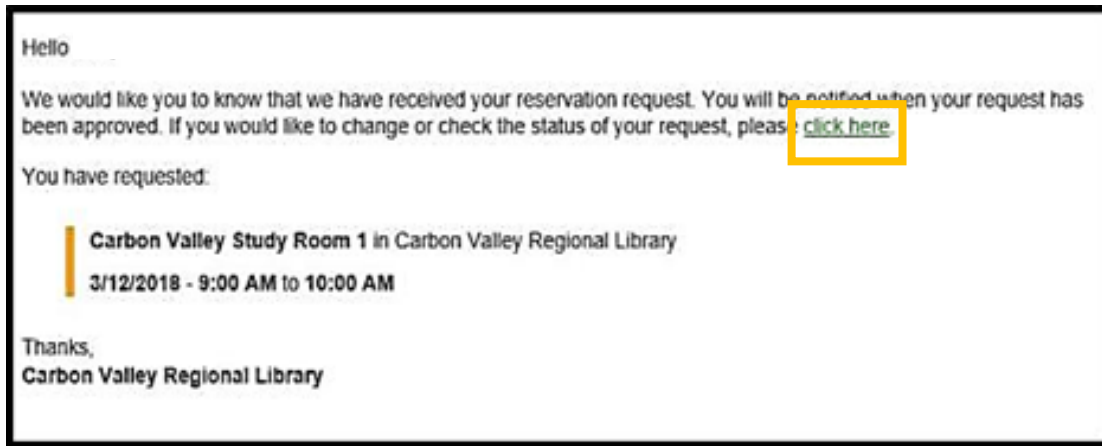 Hello
We would like you to know that we have received your reservation request. You will be notified when your request has
been approved. If you would like to change or check the status of your request, please click here.
You have requested:
Carbon Valley Study Room 1 in Carbon Valley Regional Library
3/12/2018 - 9:00 AM to 10:00 AM
Thanks,
Carbon Valley Regional Library